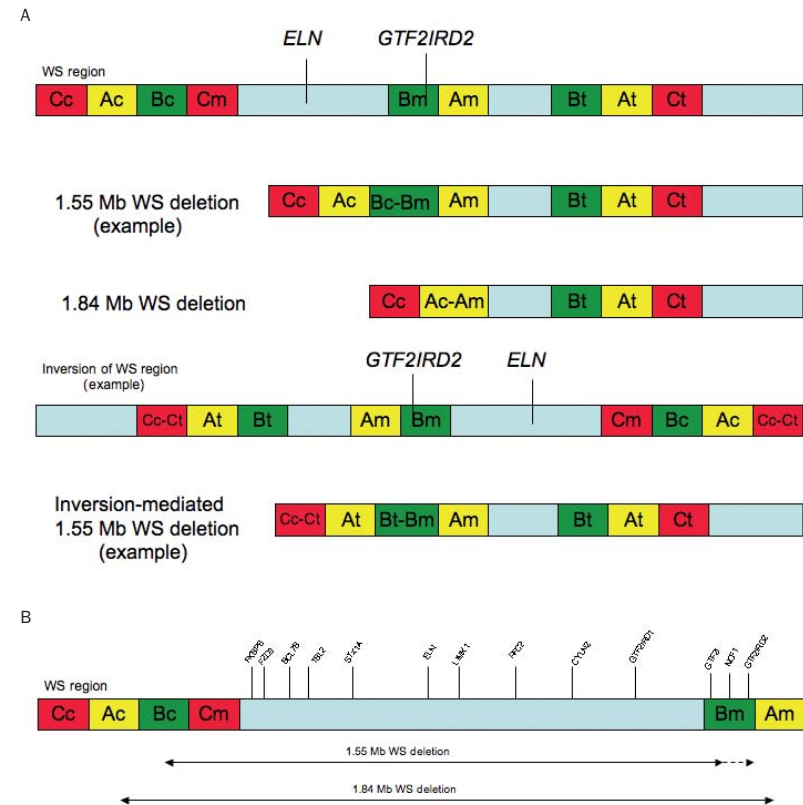 A
ELN GTF2IRD2
WS region
Cc Ac Bc Cm Bm Am Bt At Ct
1.55 Mb WS deletion
(example)
Cc Ac Bc-Bm Am Bt At Ct
1.84 Mb WS deletion
Cc Ac-Am Bt At Ct
Inversion of WS region
(example)
GTF2IRD2 ELN
Cc-Ct At Bt Am Bm Cm Bc Ac Cc-Ct
Inversion-mediated
1.55 Mb WS deletion
(example)
Cc-Ct At Bt-Bm Am Bt At Ct
B
FKBP6 FZD9 BCL7B TBL2 STX1A ELN LIMK1 RFC2 CYLN2 GTF2IRD1 GTF2I NCF1 GTF2IRD2
WS region
Cc Ac Bc Cm Bm Am
1.55 Mb WS deletion
1.84 Mb WS deletion